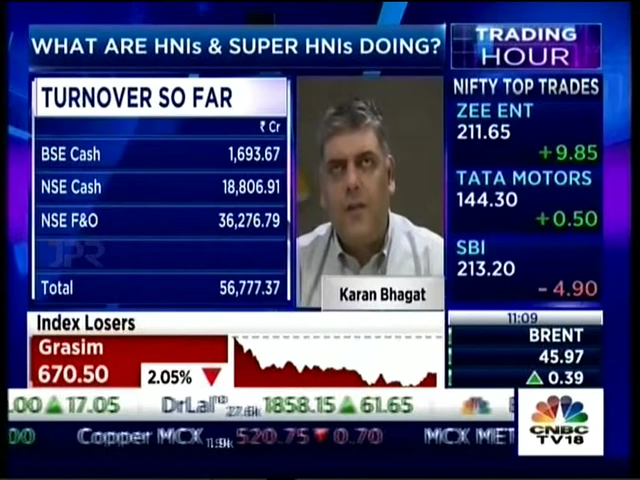 WHAT ARE HNIs & SUPER HNIs DOING?
TRADING
HOUR
TURNOVER SO FAR
₹ Cr
BSE Cash 1,693.67
NSE Cash 18,806.91
NSE F&O 36,276.79
JPR
Total 56,777.37
Karan Bhagat
NIFTY TOP TRADES
ZEE ENT
211.65
+9.85
TATA MOTORS
144.30
+0.50
SBI
213.20
-4.90
Index Losers
Grasim
670.50
2.05%
11:09
BRENT
45.97
0.39
.00 17.05 DrLal 1858.15 61.65
00 Copper MCX 520.75 0.70 MCX MET
CNBC
TV18